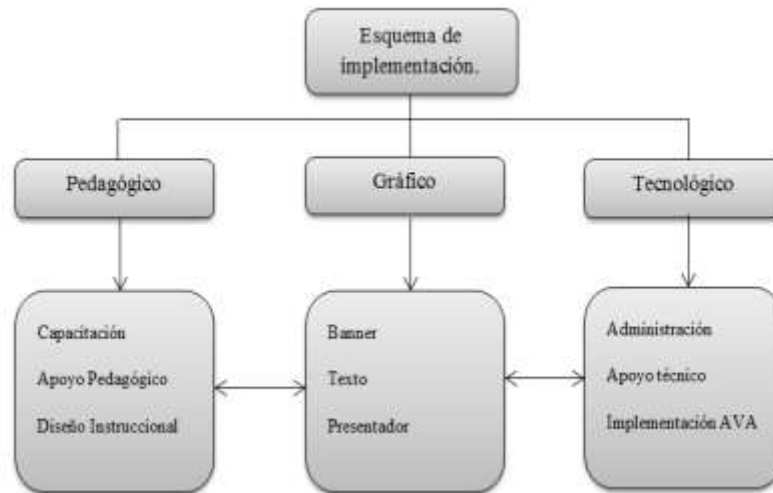 Esquema de
implementación.
Pedagógico
Gráfico
Tecnológico
Capacitación
Apoyo Pedagógico
Diseño Instruccional
Banner
Texto
Presentador
Administración
Apoyo técnico
Implementación AVA